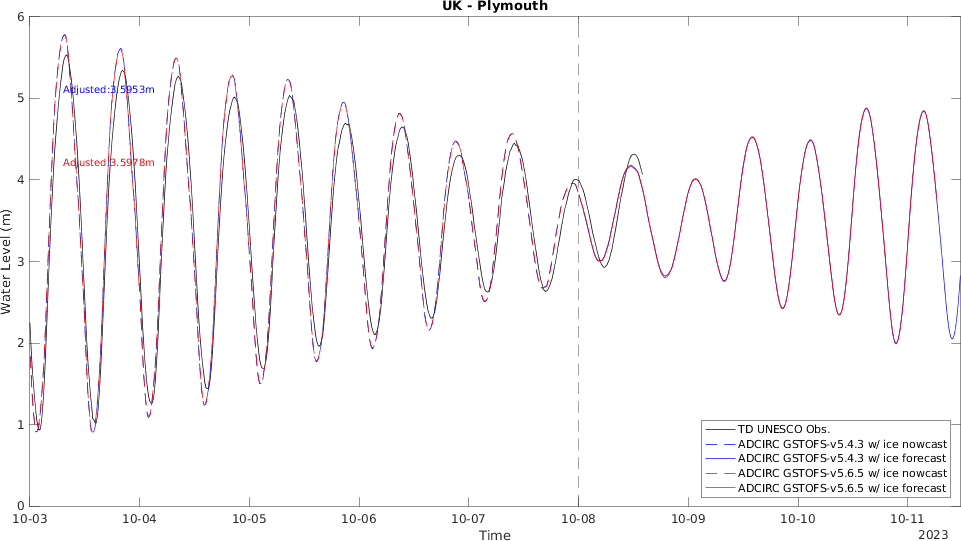 UK - Plymouth
6
5
4
3
2
1
0
Water Level (m)
Adjusted:3.5953m
Adjusted:3.5978m
TD UNESCO Obs.
ADCIRC GSTOFS-v5.4.3 w/ ice nowcast
ADCIRC GSTOFS-v5.4.3 w/ ice forecast
ADCIRC GSTOFS-v5.6.5 w/ ice nowcast
ADCIRC GSTOFS-v5.6.5 w/ ice forecast
10-03 10-04 10-05 10-06 10-07 10-08 10-09 10-10 10-11
Time
2023